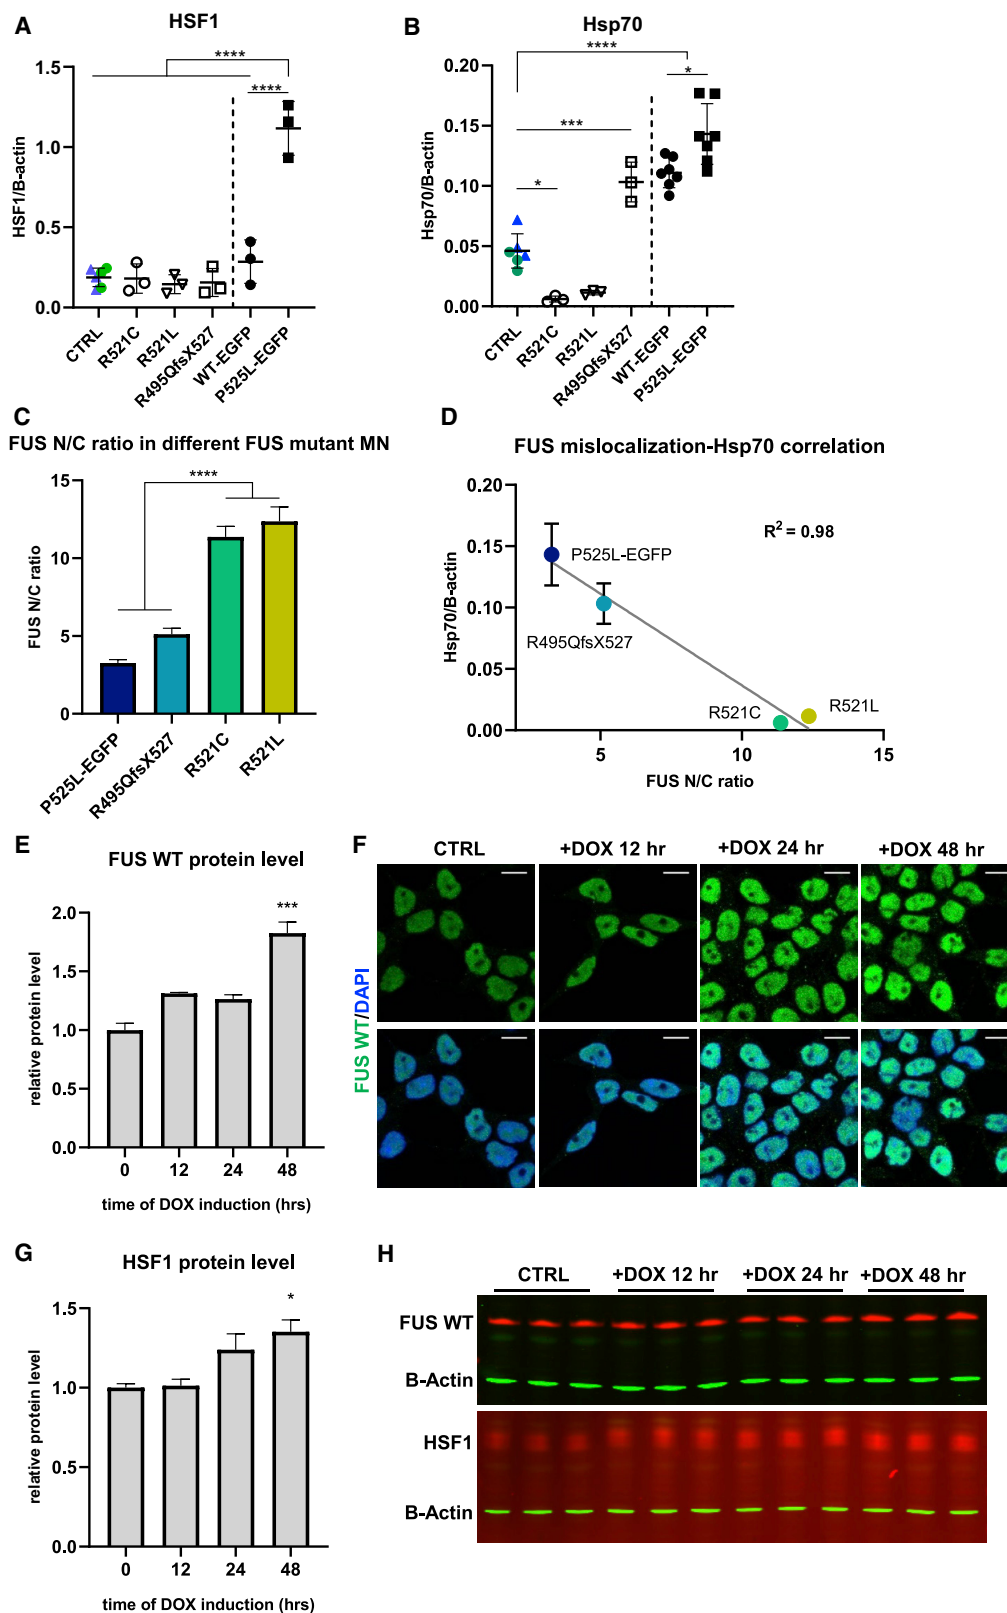 A
HSF1
****
****
HSF1/B-actin
1.5
1.0
0.5
0.0
CTRL
R521C
R521L
R495QfsX527
WT-EGFP
P525L-EGFP
B
Hsp70
****
*
***
*
Hsp70/B-actin
0.20
0.15
0.10
0.05
0.00
CTRL
R521C
R521L
R495QfsX527
WT-EGFP
P525L-EGFP
C
FUS N/C ratio in different FUS mutant MN
****
FUS N/C ratio
15
10
5
0
P525L-EGFP
R495QfsX527
R521C
R521L
D
FUS mislocalization-Hsp70 correlation
Hsp70/B-actin
0.20
0.15
0.10
0.05
0.00
R² = 0.98
P525L-EGFP
R495QfsX527
R521C
R521L
5
10
15
FUS N/C ratio
E
FUS WT protein level
***
relative protein level
2.0
1.5
1.0
0.5
0.0
0
12
24
48
time of DOX induction (hrs)
F
CTRL
+DOX 12 hr
+DOX 24 hr
+DOX 48 hr
FUS WT/DAPI
G
HSF1 protein level
*
relative protein level
2.0
1.5
1.0
0.5
0.0
0
12
24
48
time of DOX induction (hrs)
H
CTRL
+DOX 12 hr
+DOX 24 hr
+DOX 48 hr
FUS WT
B-Actin
HSF1
B-Actin